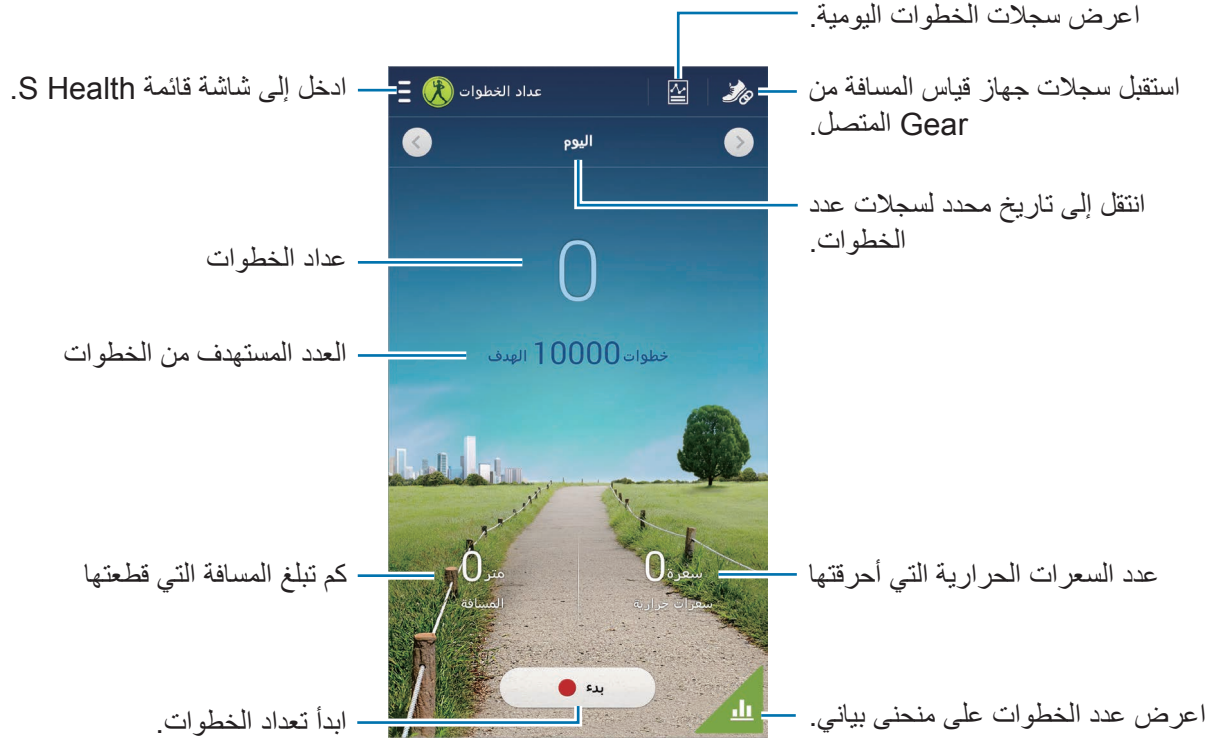 اعرض سجلات الخطوات اليومية.
استقبل سجلات جهاز قياس المسافة من
Gear المتصل.
ادخل إلى شاشة قائمة S Health.
عداد الخطوات
اليوم
انتقل إلى تاريخ محدد لسجلات عدد
الخطوات.
0
عداد الخطوات
خطوات 10000 الهدف
العدد المستهدف من الخطوات
سعرة 0
سعرات حرارية
متر 0
المسافة
عدد السعرات الحرارية التي أحرقتها
كم تبلغ المسافة التي قطعتها
بدء
اعرض عدد الخطوات على منحنى بياني.
ابدأ تعداد الخطوات.